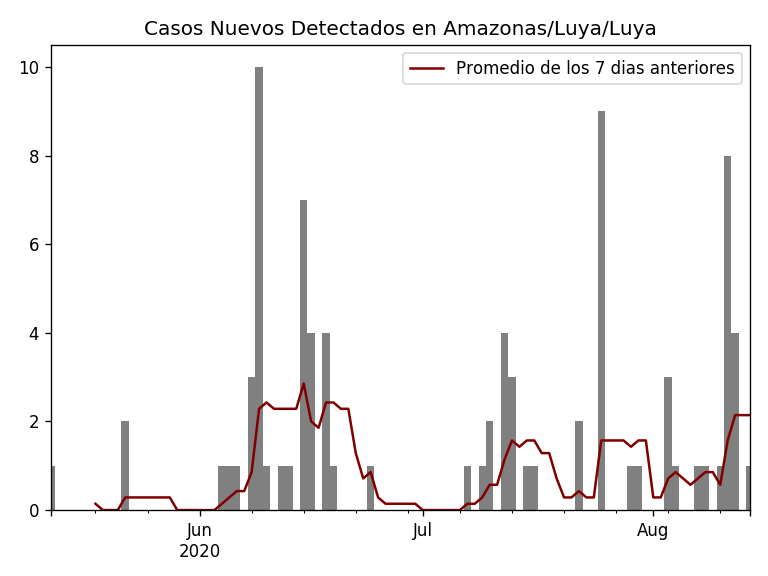 Casos Nuevos Detectados en Amazonas/Luya/Luya
Promedio de los 7 dias anteriores
10
8
6
4
2
0
Jun
2020
Jul
Aug